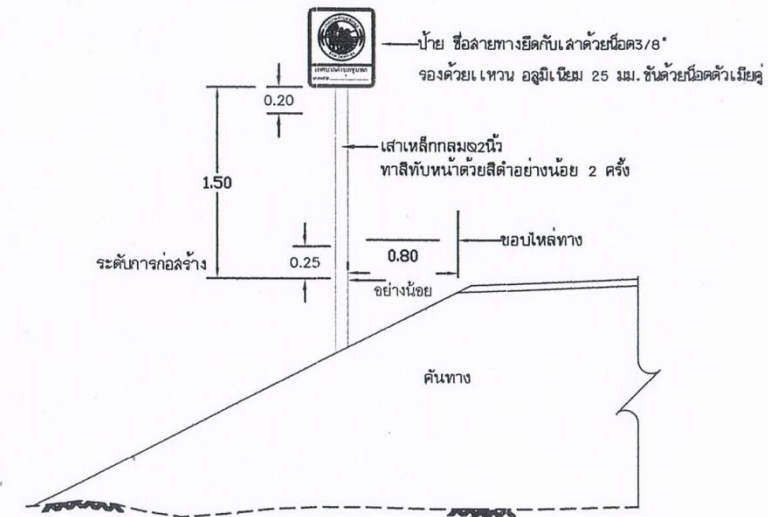 ป้าย ชื่อสายทางยึดกับเสาด้วยน็อต3/8"
รองด้วยแหวน อลูมิเนียม 25 มม. ขันด้วยน็อตตัวเมียคู่
0.20
เสาเหล็กกลม⌀2นิ้ว
ทาสีทับหน้าด้วยสีดำอย่างน้อย 2 ครั้ง
1.50
ขอบไหล่ทาง
0.80
ระดับการก่อสร้าง
0.25
อย่างน้อย
คันทาง